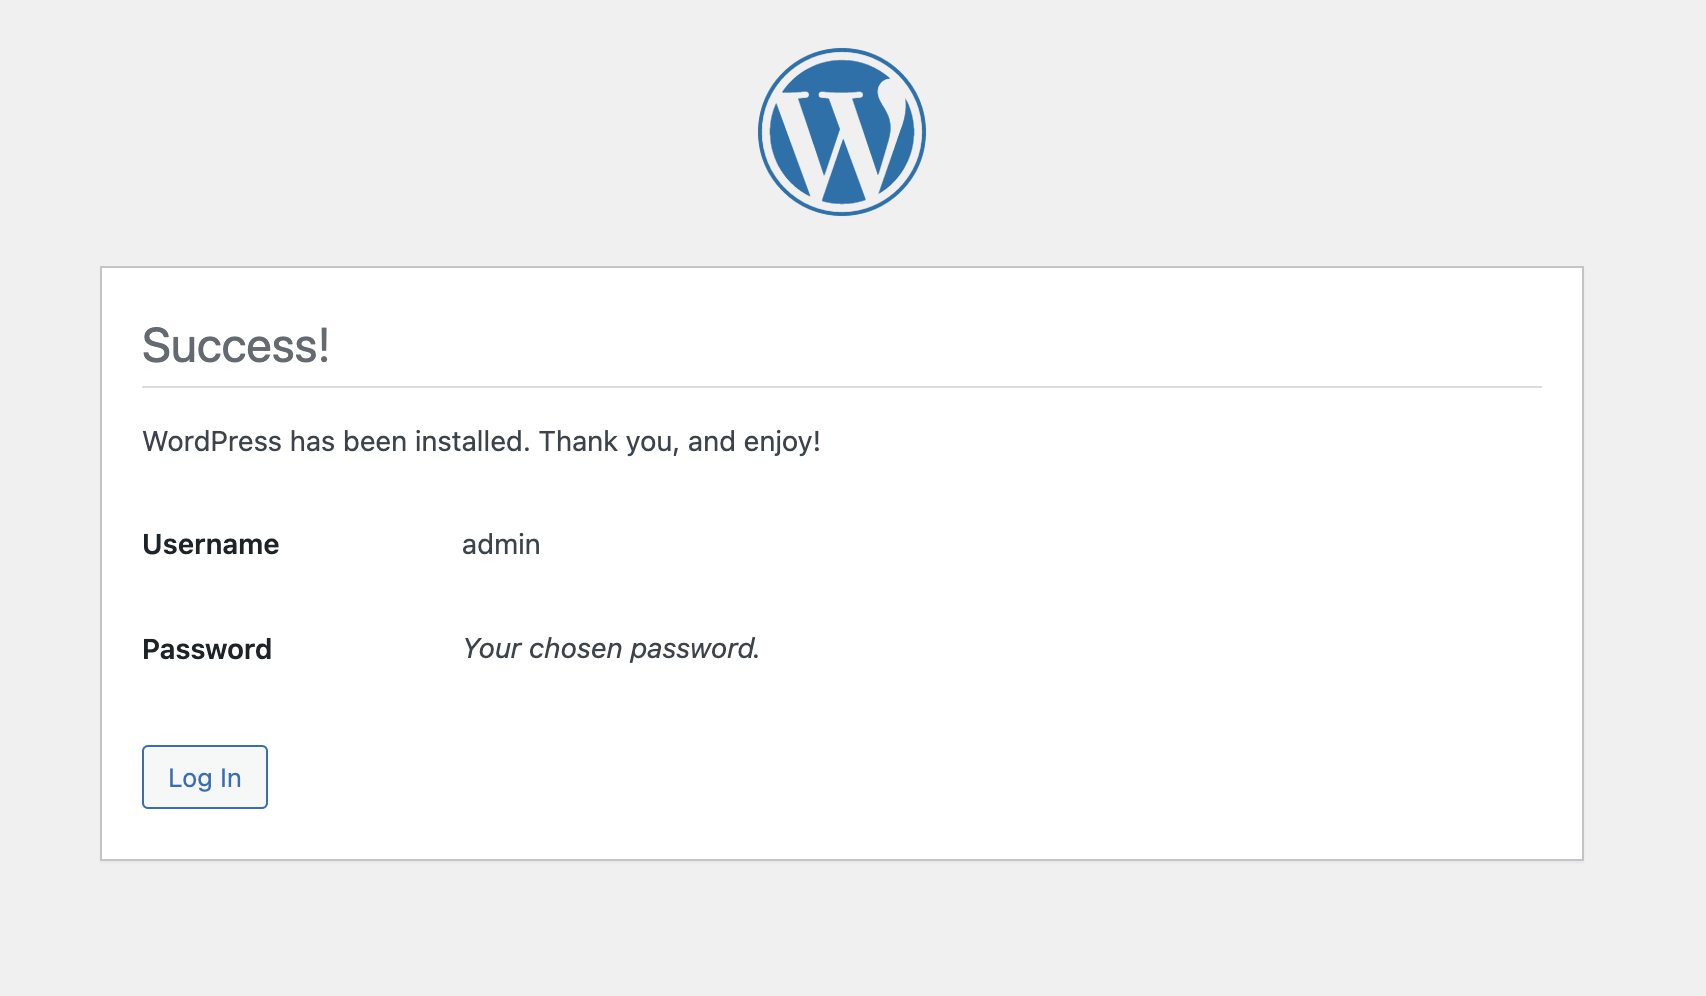 Success!
WordPress has been installed. Thank you, and enjoy!
Username admin
Password Your chosen password.
Log In